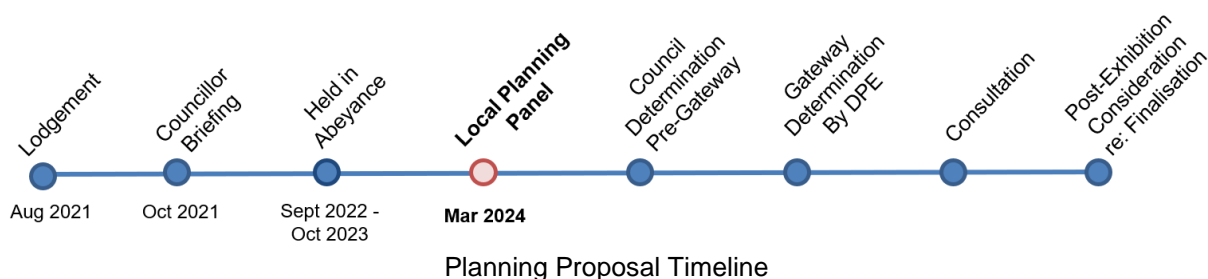 Lodgement
Councillor
Briefing
Held in
Abeyance
Local Planning
Panel
Council
Determination
Pre-Gateway
Gateway
Determination
By DPE
Consultation
Post-Exhibition
Consideration
re: Finalisation
Aug 2021
Oct 2021
Sept 2022 -
Oct 2023
Mar 2024
Planning Proposal Timeline